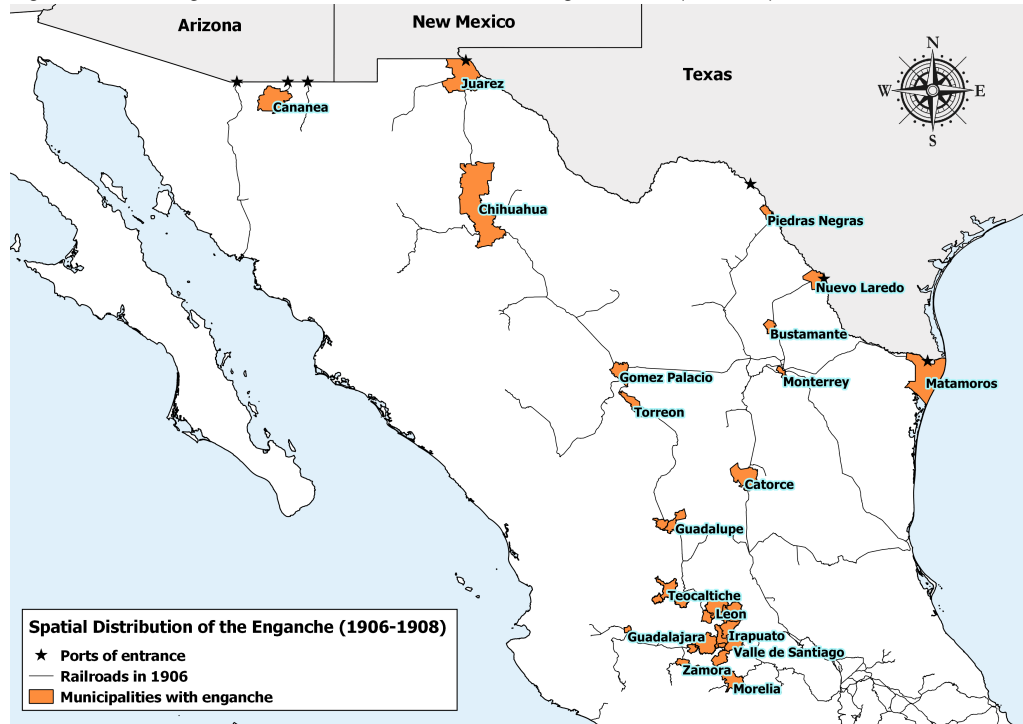 Arizona
New Mexico
Texas
N
W E
S
Juarez
Cananea
Chihuahua
Piedras Negras
Nuevo Laredo
Bustamante
Gomez Palacio
Monterrey
Matamoros
Torreon
Catorce
Guadalupe
Teocaltiche
Leon
Guadalajara
Irapuato
Valle de Santiago
Zamora
Morelia
Spatial Distribution of the Enganche (1906-1908)
Ports of entrance
Railroads in 1906
Municipalities with enganche